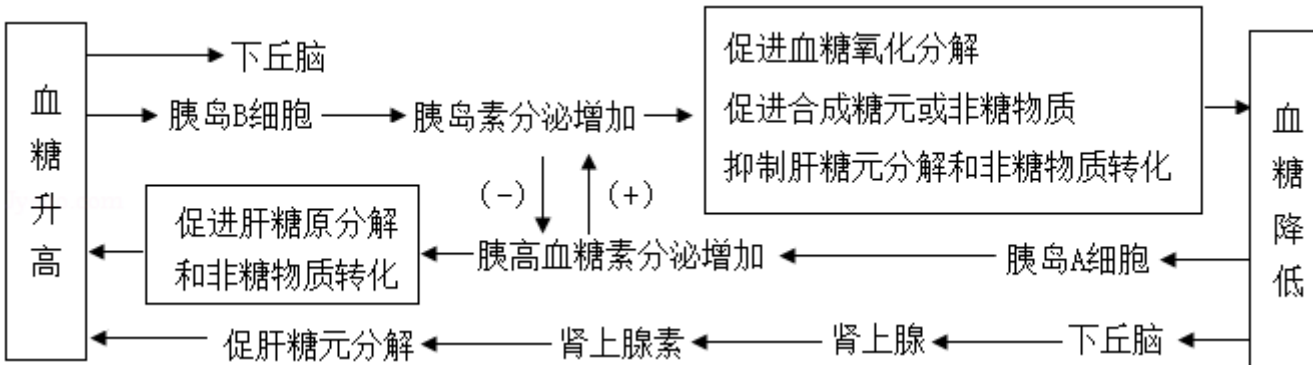 血糖升高
下丘脑
胰岛B细胞
胰岛素分泌增加
促进血糖氧化分解
促进合成糖元或非糖物质
抑制肝糖元分解和非糖物质转化
血糖降低
(－)
(＋)
促进肝糖原分解
和非糖物质转化
胰高血糖素分泌增加
胰岛A细胞
促肝糖元分解
肾上腺素
肾上腺
下丘脑